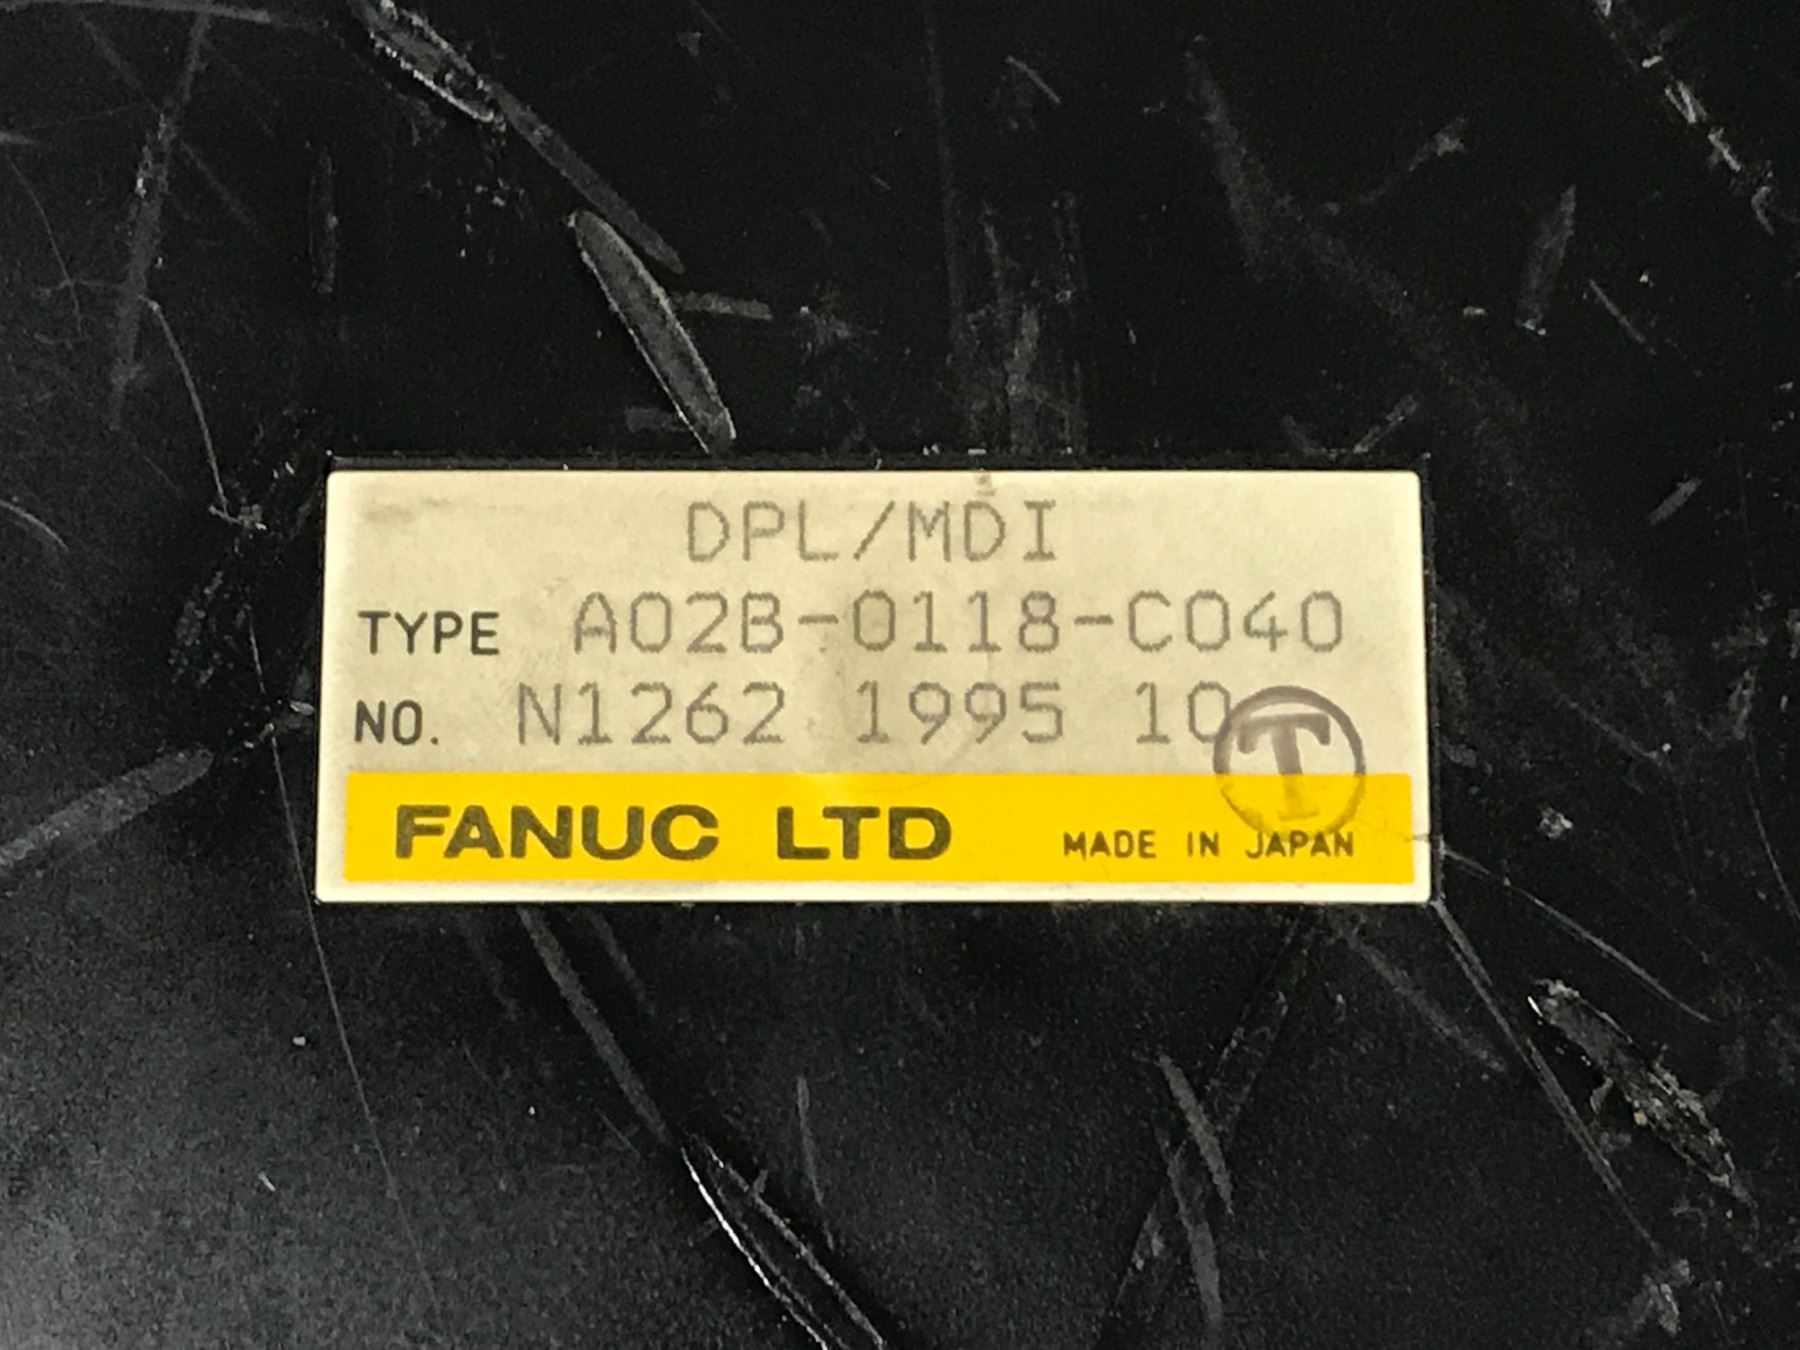 DPL/MDI
TYPE A02B-0118-C040
NO. N1262 1995 10
T
FANUC LTD MADE IN JAPAN